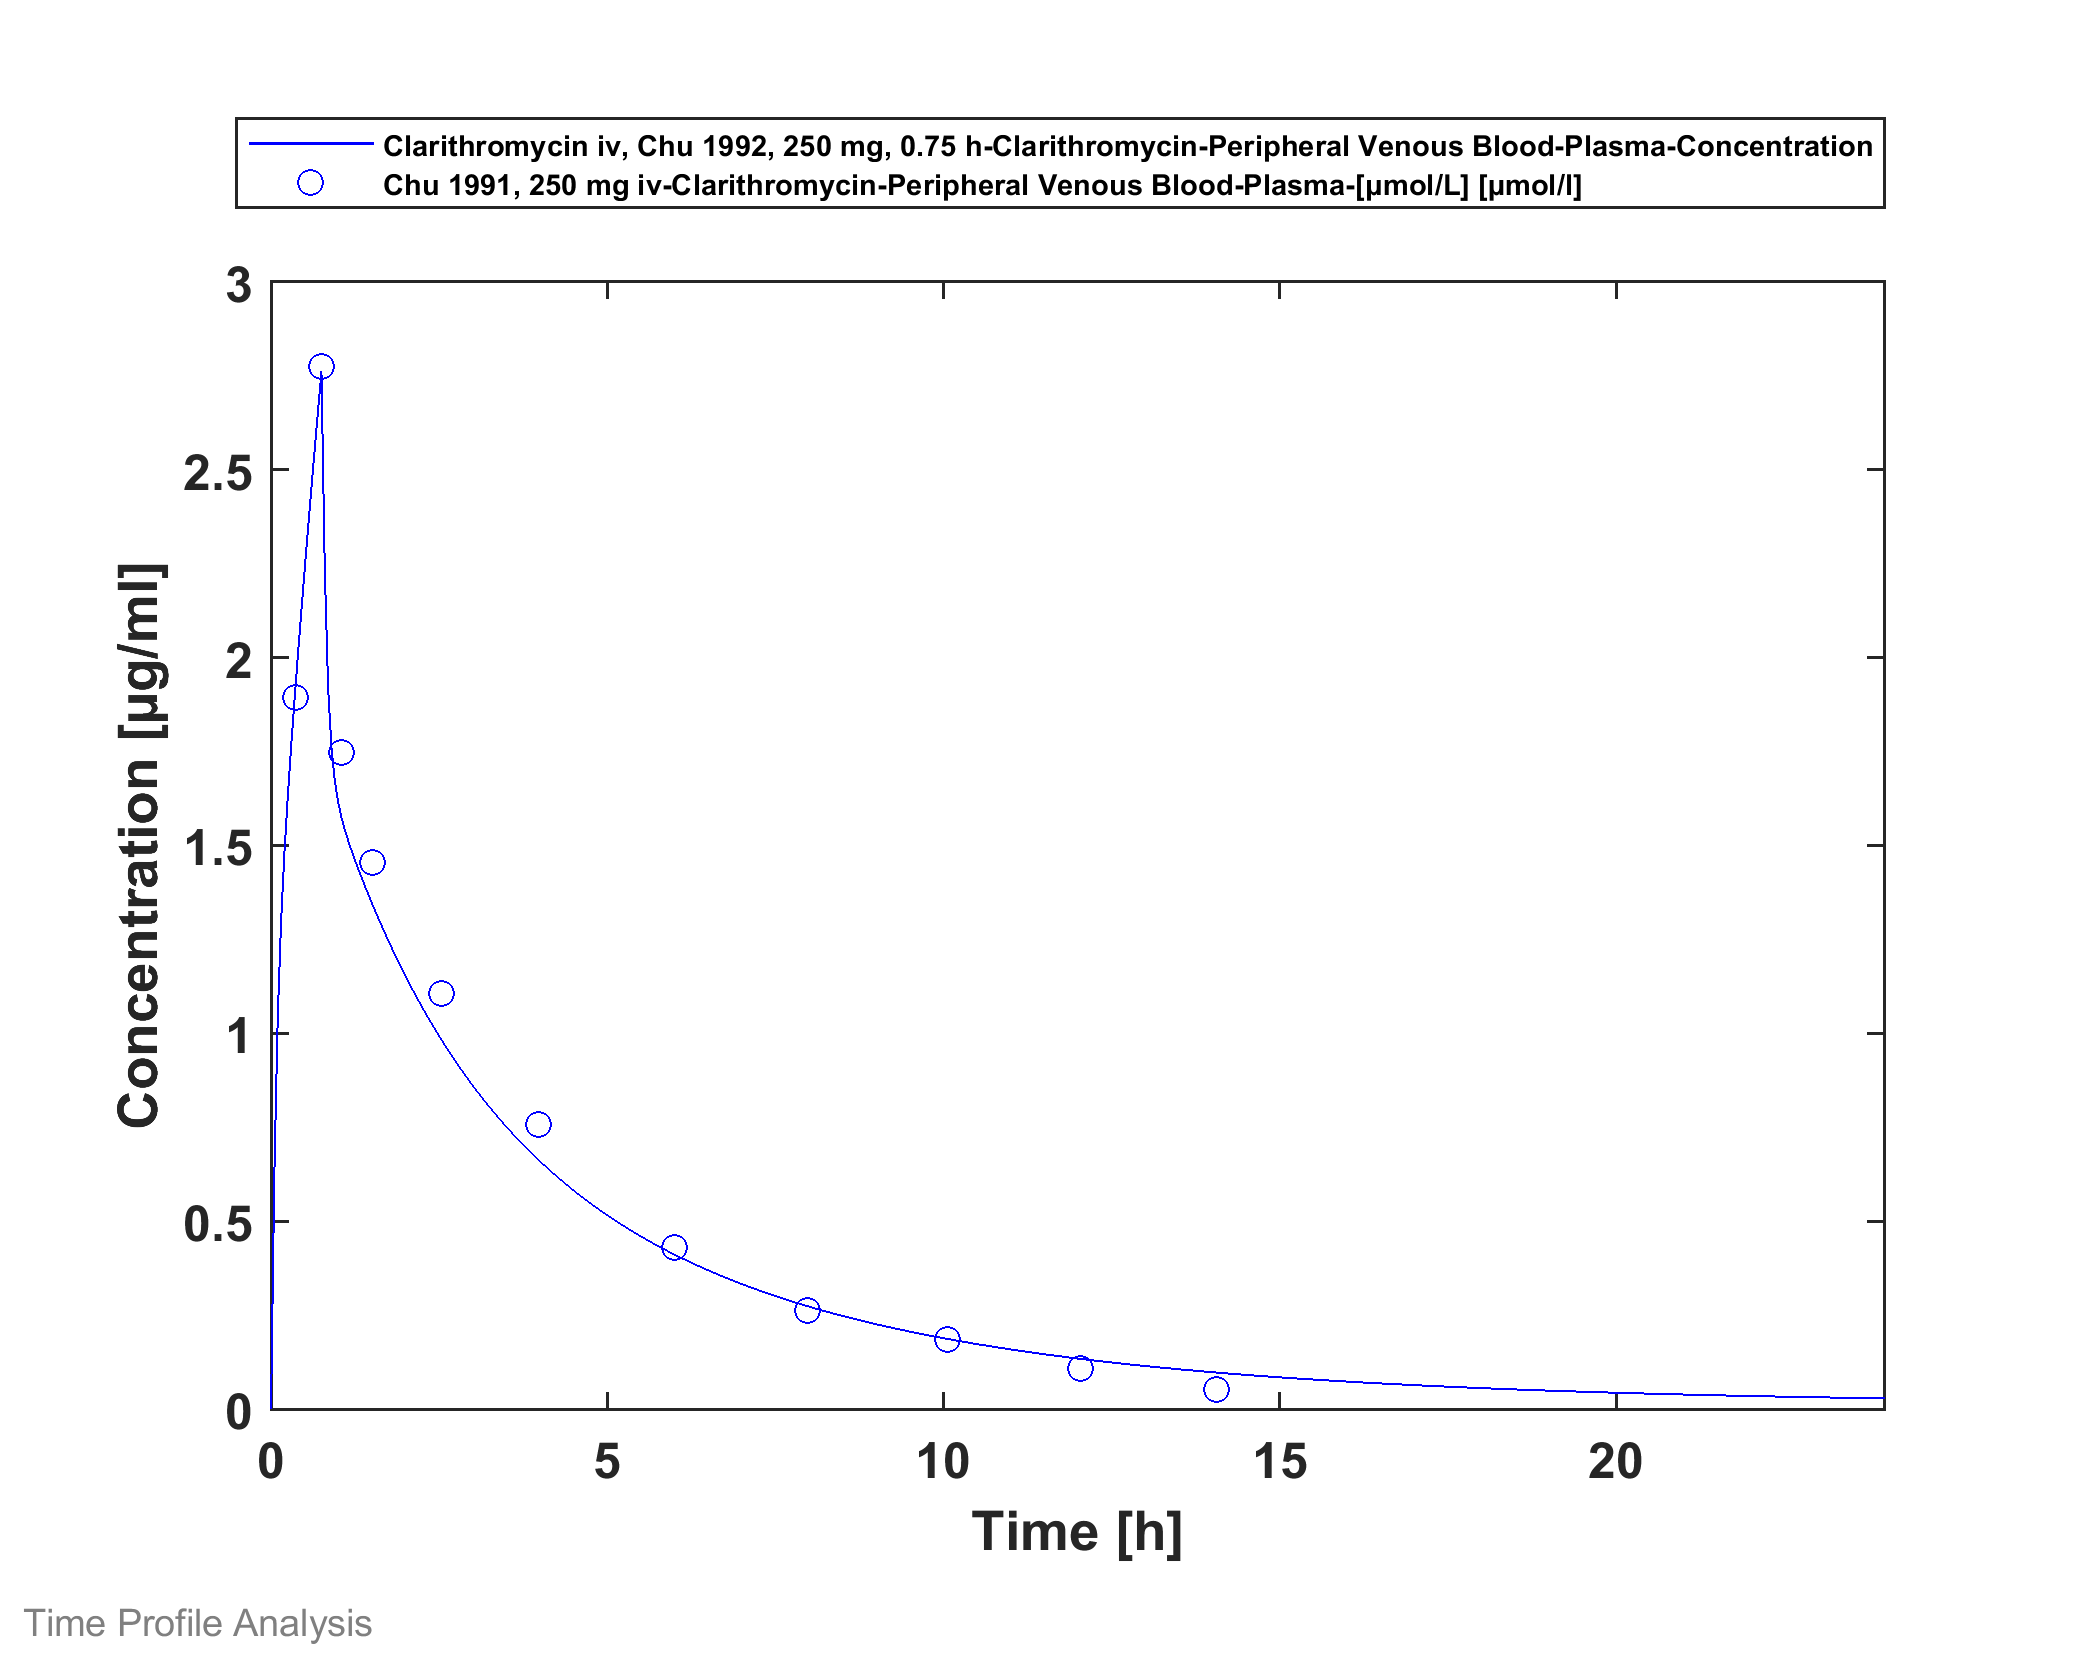 Clarithromycin iv, Chu 1992, 250 mg, 0.75 h-Clarithromycin-Peripheral Venous Blood-Plasma-Concentration
Chu 1991, 250 mg iv-Clarithromycin-Peripheral Venous Blood-Plasma-[µmol/L] [µmol/l]
3
2.5
2
1.5
1
0.5
0
Concentration [µg/ml]
0 5 10 15 20
Time [h]
Time Profile Analysis